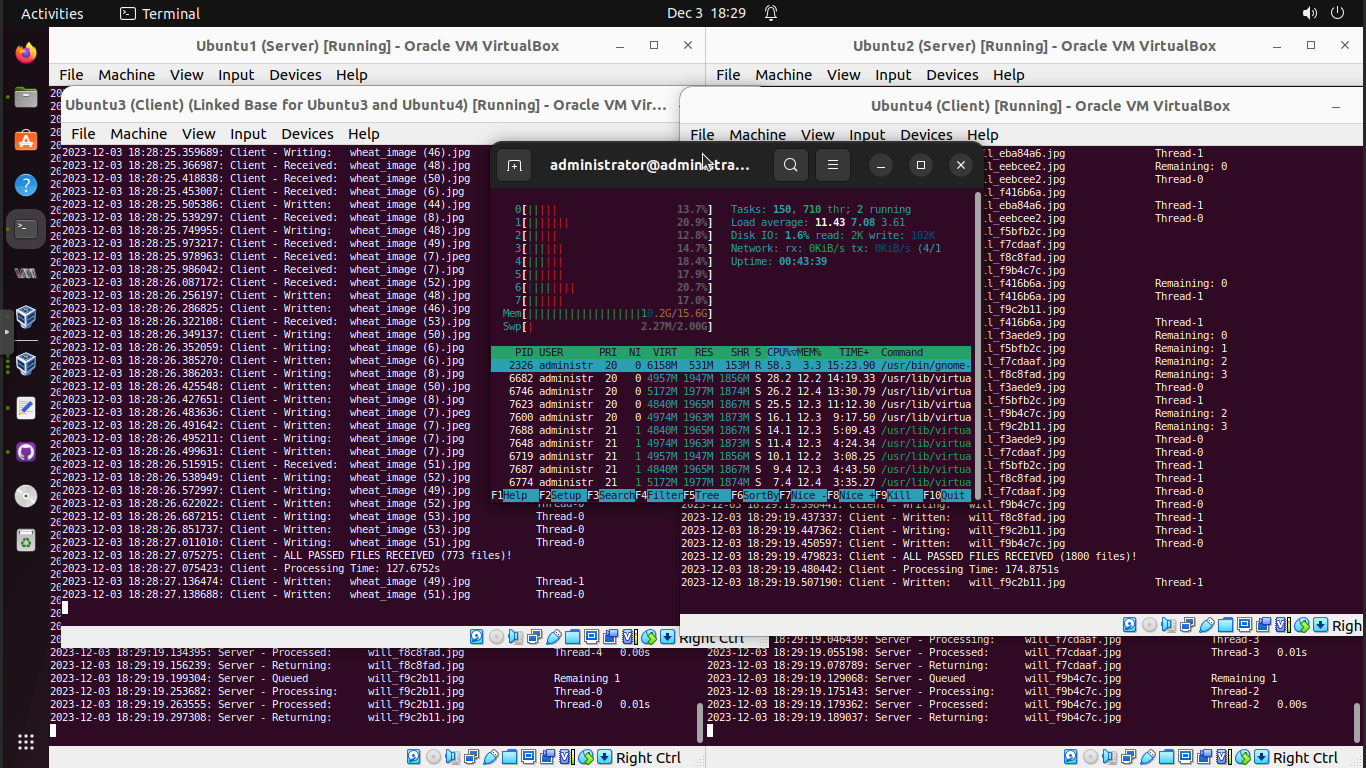 Activities Terminal Dec 3 18:29
Ubuntu1 (Server) [Running] - Oracle VM VirtualBox
File Machine View Input Devices Help
Ubuntu2 (Server) [Running] - Oracle VM VirtualBox
File Machine View Input Devices Help
Ubuntu3 (Client) (Linked Base for Ubuntu3 and Ubuntu4) [Running] - Oracle VM Vir...
File Machine View Input Devices Help
2023-12-03 18:28:25.359689: Client - Writing: wheat_image (46).jpg
2023-12-03 18:28:25.366987: Client - Received: wheat_image (48).jpg
2023-12-03 18:28:25.418838: Client - Received: wheat_image (50).jpg
2023-12-03 18:28:25.453007: Client - Received: wheat_image (6).jpg
2023-12-03 18:28:25.505386: Client - Written: wheat_image (44).jpg
2023-12-03 18:28:25.539297: Client - Received: wheat_image (8).jpg
2023-12-03 18:28:25.749955: Client - Written: wheat_image (48).jpg
2023-12-03 18:28:25.973217: Client - Received: wheat_image (49).jpg
2023-12-03 18:28:25.978963: Client - Received: wheat_image (7).jpeg
2023-12-03 18:28:25.986042: Client - Received: wheat_image (7).jpg
2023-12-03 18:28:26.087172: Client - Received: wheat_image (52).jpg
2023-12-03 18:28:26.256197: Client - Written: wheat_image (48).jpg
2023-12-03 18:28:26.286825: Client - Written: wheat_image (46).jpg
2023-12-03 18:28:26.322108: Client - Received: wheat_image (53).jpg
2023-12-03 18:28:26.349137: Client - Writing: wheat_image (50).jpg
2023-12-03 18:28:26.352059: Client - Writing: wheat_image (6).jpg
2023-12-03 18:28:26.385270: Client - Written: wheat_image (6).jpg
2023-12-03 18:28:26.386203: Client - Writing: wheat_image (8).jpg
2023-12-03 18:28:26.425548: Client - Written: wheat_image (50).jpg
2023-12-03 18:28:26.427651: Client - Written: wheat_image (8).jpg
2023-12-03 18:28:26.483636: Client - Writing: wheat_image (7).jpeg
2023-12-03 18:28:26.491642: Client - Written: wheat_image (7).jpeg
2023-12-03 18:28:26.495211: Client - Writing: wheat_image (7).jpg
2023-12-03 18:28:26.499631: Client - Written: wheat_image (7).jpg
2023-12-03 18:28:26.515915: Client - Received: wheat_image (51).jpg
2023-12-03 18:28:26.538949: Client - Writing: wheat_image (52).jpg
2023-12-03 18:28:26.572997: Client - Writing: wheat_image (49).jpg
2023-12-03 18:28:26.622022: Client - Written: wheat_image (52).jpg Thread-0
2023-12-03 18:28:26.687215: Client - Writing: wheat_image (53).jpg Thread-0
2023-12-03 18:28:26.851737: Client - Written: wheat_image (53).jpg Thread-0
2023-12-03 18:28:27.011010: Client - Writing: wheat_image (51).jpg Thread-0
2023-12-03 18:28:27.075275: Client - ALL PASSED FILES RECEIVED (773 files)!
2023-12-03 18:28:27.075423: Client - Processing Time: 127.6752s
2023-12-03 18:28:27.136474: Client - Written: wheat_image (49).jpg Thread-1
2023-12-03 18:28:27.138688: Client - Written: wheat_image (51).jpg Thread-0
Right Ctrl
Ubuntu4 (Client) [Running] - Oracle VM VirtualBox
File Machine View Input Devices Help
ll_eba84a6.jpg Thread-1
ll_eebcee2.jpg Remaining: 0
ll_eebcee2.jpg Thread-0
ll_f416b6a.jpg
ll_eba84a6.jpg Thread-1
ll_eebcee2.jpg Thread-0
ll_f5bfb2c.jpg
ll_f7cdaaf.jpg
ll_f8c8fad.jpg
ll_f9b4c7c.jpg
ll_f416b6a.jpg Remaining: 0
ll_f416b6a.jpg Thread-1
ll_f9c2b11.jpg
ll_f416b6a.jpg Thread-1
ll_f3aede9.jpg Remaining: 0
ll_f5bfb2c.jpg Remaining: 1
ll_f7cdaaf.jpg Remaining: 2
ll_f8c8fad.jpg Remaining: 3
ll_f3aede9.jpg Thread-0
ll_f5bfb2c.jpg Thread-1
ll_f9b4c7c.jpg Remaining: 2
ll_f9c2b11.jpg Remaining: 3
ll_f3aede9.jpg Thread-0
ll_f7cdaaf.jpg Thread-0
ll_f5bfb2c.jpg Thread-1
ll_f8c8fad.jpg Thread-1
ll_f7cdaaf.jpg Thread-0
2023-12-03 18:29:19.398441: Client - Writing: will_f9b4c7c.jpg Thread-0
2023-12-03 18:29:19.437337: Client - Written: will_f8c8fad.jpg Thread-1
2023-12-03 18:29:19.447362: Client - Writing: will_f9c2b11.jpg Thread-1
2023-12-03 18:29:19.450597: Client - Written: will_f9b4c7c.jpg Thread-0
2023-12-03 18:29:19.479823: Client - ALL PASSED FILES RECEIVED (1800 files)!
2023-12-03 18:29:19.480442: Client - Processing Time: 174.8751s
2023-12-03 18:29:19.507190: Client - Written: will_f9c2b11.jpg Thread-1
Righ
administrator@administra...
0[ 13.7%] Tasks: 150, 710 thr; 2 running
1[ 20.9%] Load average: 11.43 7.08 3.61
2[ 12.8%] Disk IO: 1.6% read: 2K write: 102K
3[ 14.7%] Network: rx: 0KiB/s tx: 0KiB/s (4/1
4[ 18.4%] Uptime: 00:43:39
5[ 17.9%]
6[ 20.7%]
7[ 17.0%]
Mem[ 10.2G/15.6G]
Swp[ 2.27M/2.00G]
PID USER PRI NI VIRT RES SHR S CPU%▽MEM% TIME+ Command
2326 administr 20 0 6158M 531M 153M R 58.3 3.3 15:23.90 /usr/bin/gnome-
6682 administr 20 0 4957M 1947M 1856M S 28.2 12.2 14:19.33 /usr/lib/virtua
6746 administr 20 0 5172M 1977M 1874M S 26.2 12.4 13:30.79 /usr/lib/virtua
7623 administr 20 0 4840M 1965M 1867M S 25.5 12.3 11:12.30 /usr/lib/virtua
7600 administr 20 0 4974M 1963M 1873M S 16.1 12.3 9:17.50 /usr/lib/virtua
7688 administr 21 1 4840M 1965M 1867M S 14.1 12.3 5:09.43 /usr/lib/virtua
7648 administr 21 1 4974M 1963M 1873M S 11.4 12.3 4:24.34 /usr/lib/virtua
6719 administr 21 1 4957M 1947M 1856M S 10.1 12.2 3:08.25 /usr/lib/virtua
7687 administr 21 1 4840M 1965M 1867M S 9.4 12.3 4:43.50 /usr/lib/virtua
6774 administr 21 1 5172M 1977M 1874M S 7.4 12.4 3:35.27 /usr/lib/virtua
F1Help F2Setup F3SearchF4FilterF5Tree F6SortByF7Nice -F8Nice +F9Kill F10Quit
2023-12-03 18:29:19.134395: Server - Processed: will_f8c8fad.jpg Thread-4 0.00s
2023-12-03 18:29:19.156239: Server - Returning: will_f8c8fad.jpg
2023-12-03 18:29:19.199304: Server - Queued will_f9c2b11.jpg Remaining 1
2023-12-03 18:29:19.253682: Server - Processing: will_f9c2b11.jpg Thread-0
2023-12-03 18:29:19.263555: Server - Processed: will_f9c2b11.jpg Thread-0 0.01s
2023-12-03 18:29:19.297308: Server - Returning: will_f9c2b11.jpg
Right Ctrl
18:29:19.046439: Server - Processing: will_f7cdaaf.jpg Thread-3
2023-12-03 18:29:19.055198: Server - Processed: will_f7cdaaf.jpg Thread-3 0.01s
2023-12-03 18:29:19.078789: Server - Returning: will_f7cdaaf.jpg
2023-12-03 18:29:19.129068: Server - Queued will_f9b4c7c.jpg Remaining 1
2023-12-03 18:29:19.175143: Server - Processing: will_f9b4c7c.jpg Thread-2
2023-12-03 18:29:19.179362: Server - Processed: will_f9b4c7c.jpg Thread-2 0.00s
2023-12-03 18:29:19.189037: Server - Returning: will_f9b4c7c.jpg
Right Ctrl